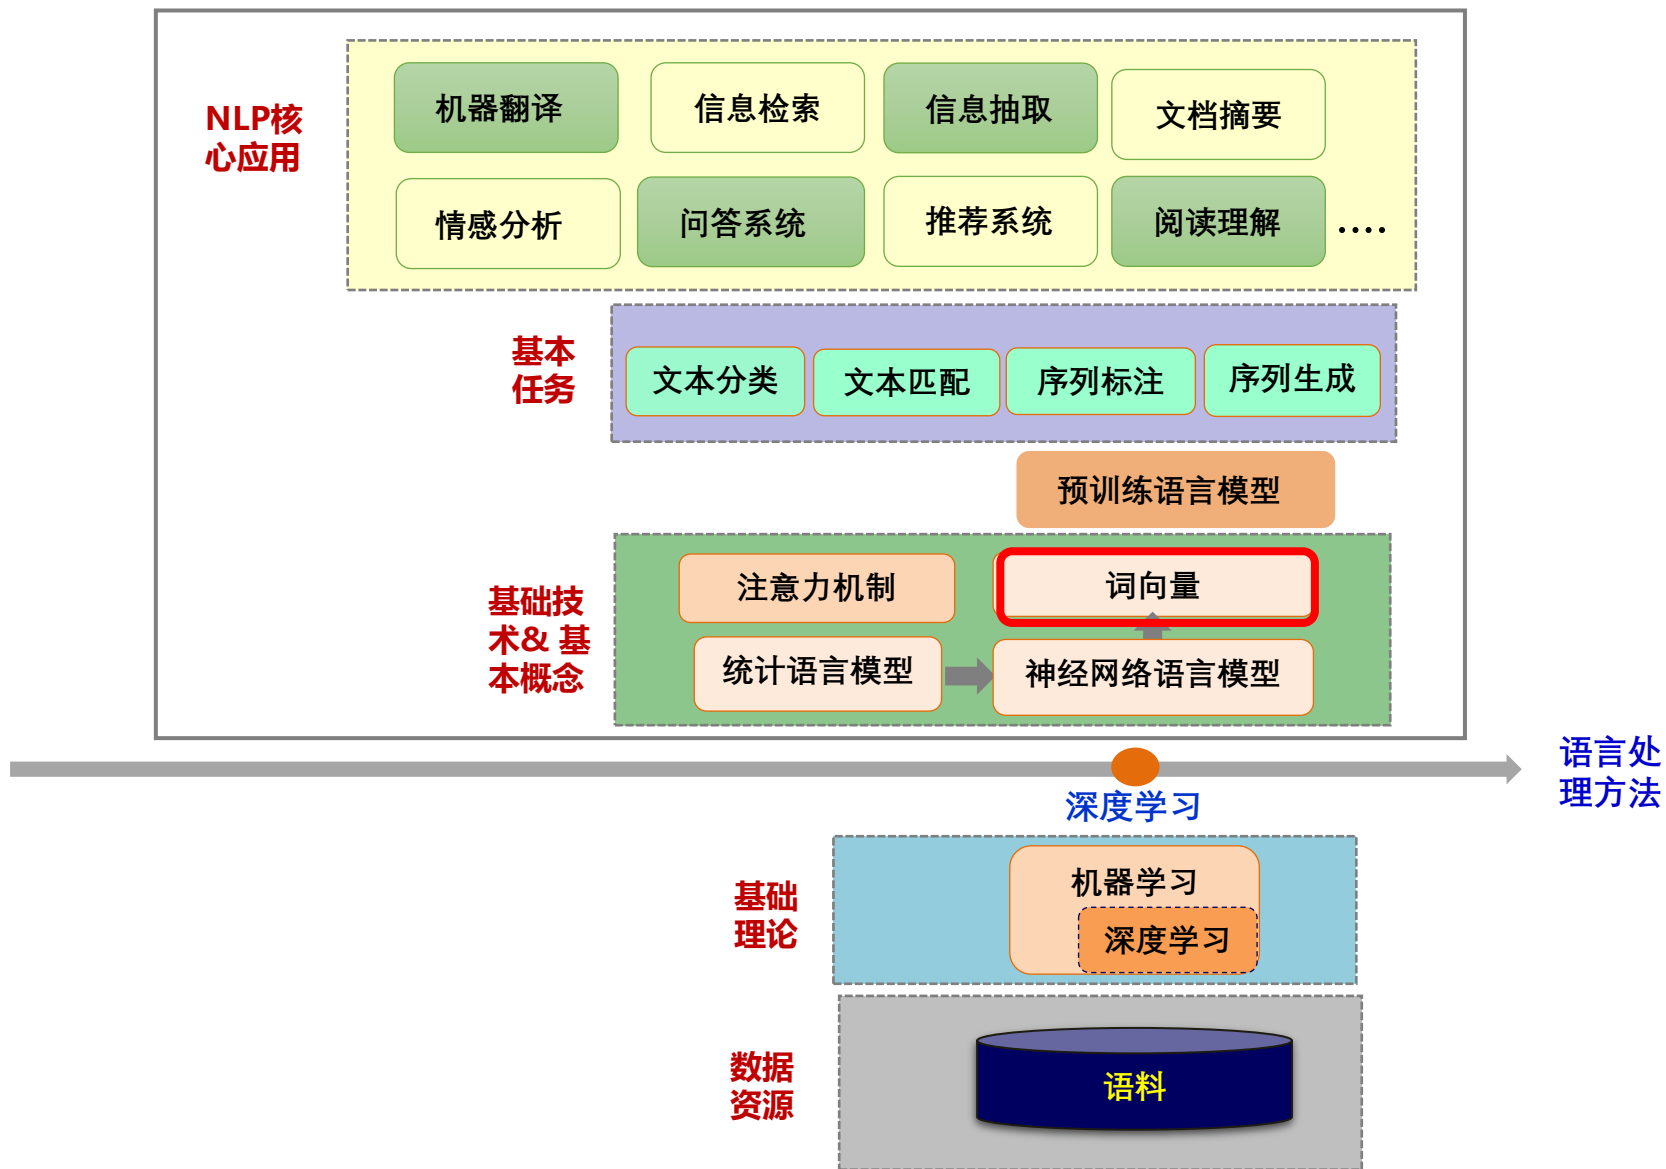 NLP核
心应用
机器翻译
信息检索
信息抽取
文档摘要
情感分析
问答系统
推荐系统
阅读理解
....
基本
任务
文本分类
文本匹配
序列标注
序列生成
预训练语言模型
基础技
术& 基
本概念
注意力机制
词向量
统计语言模型
神经网络语言模型
语言处
理方法
深度学习
基础
理论
机器学习
深度学习
数据
资源
语料